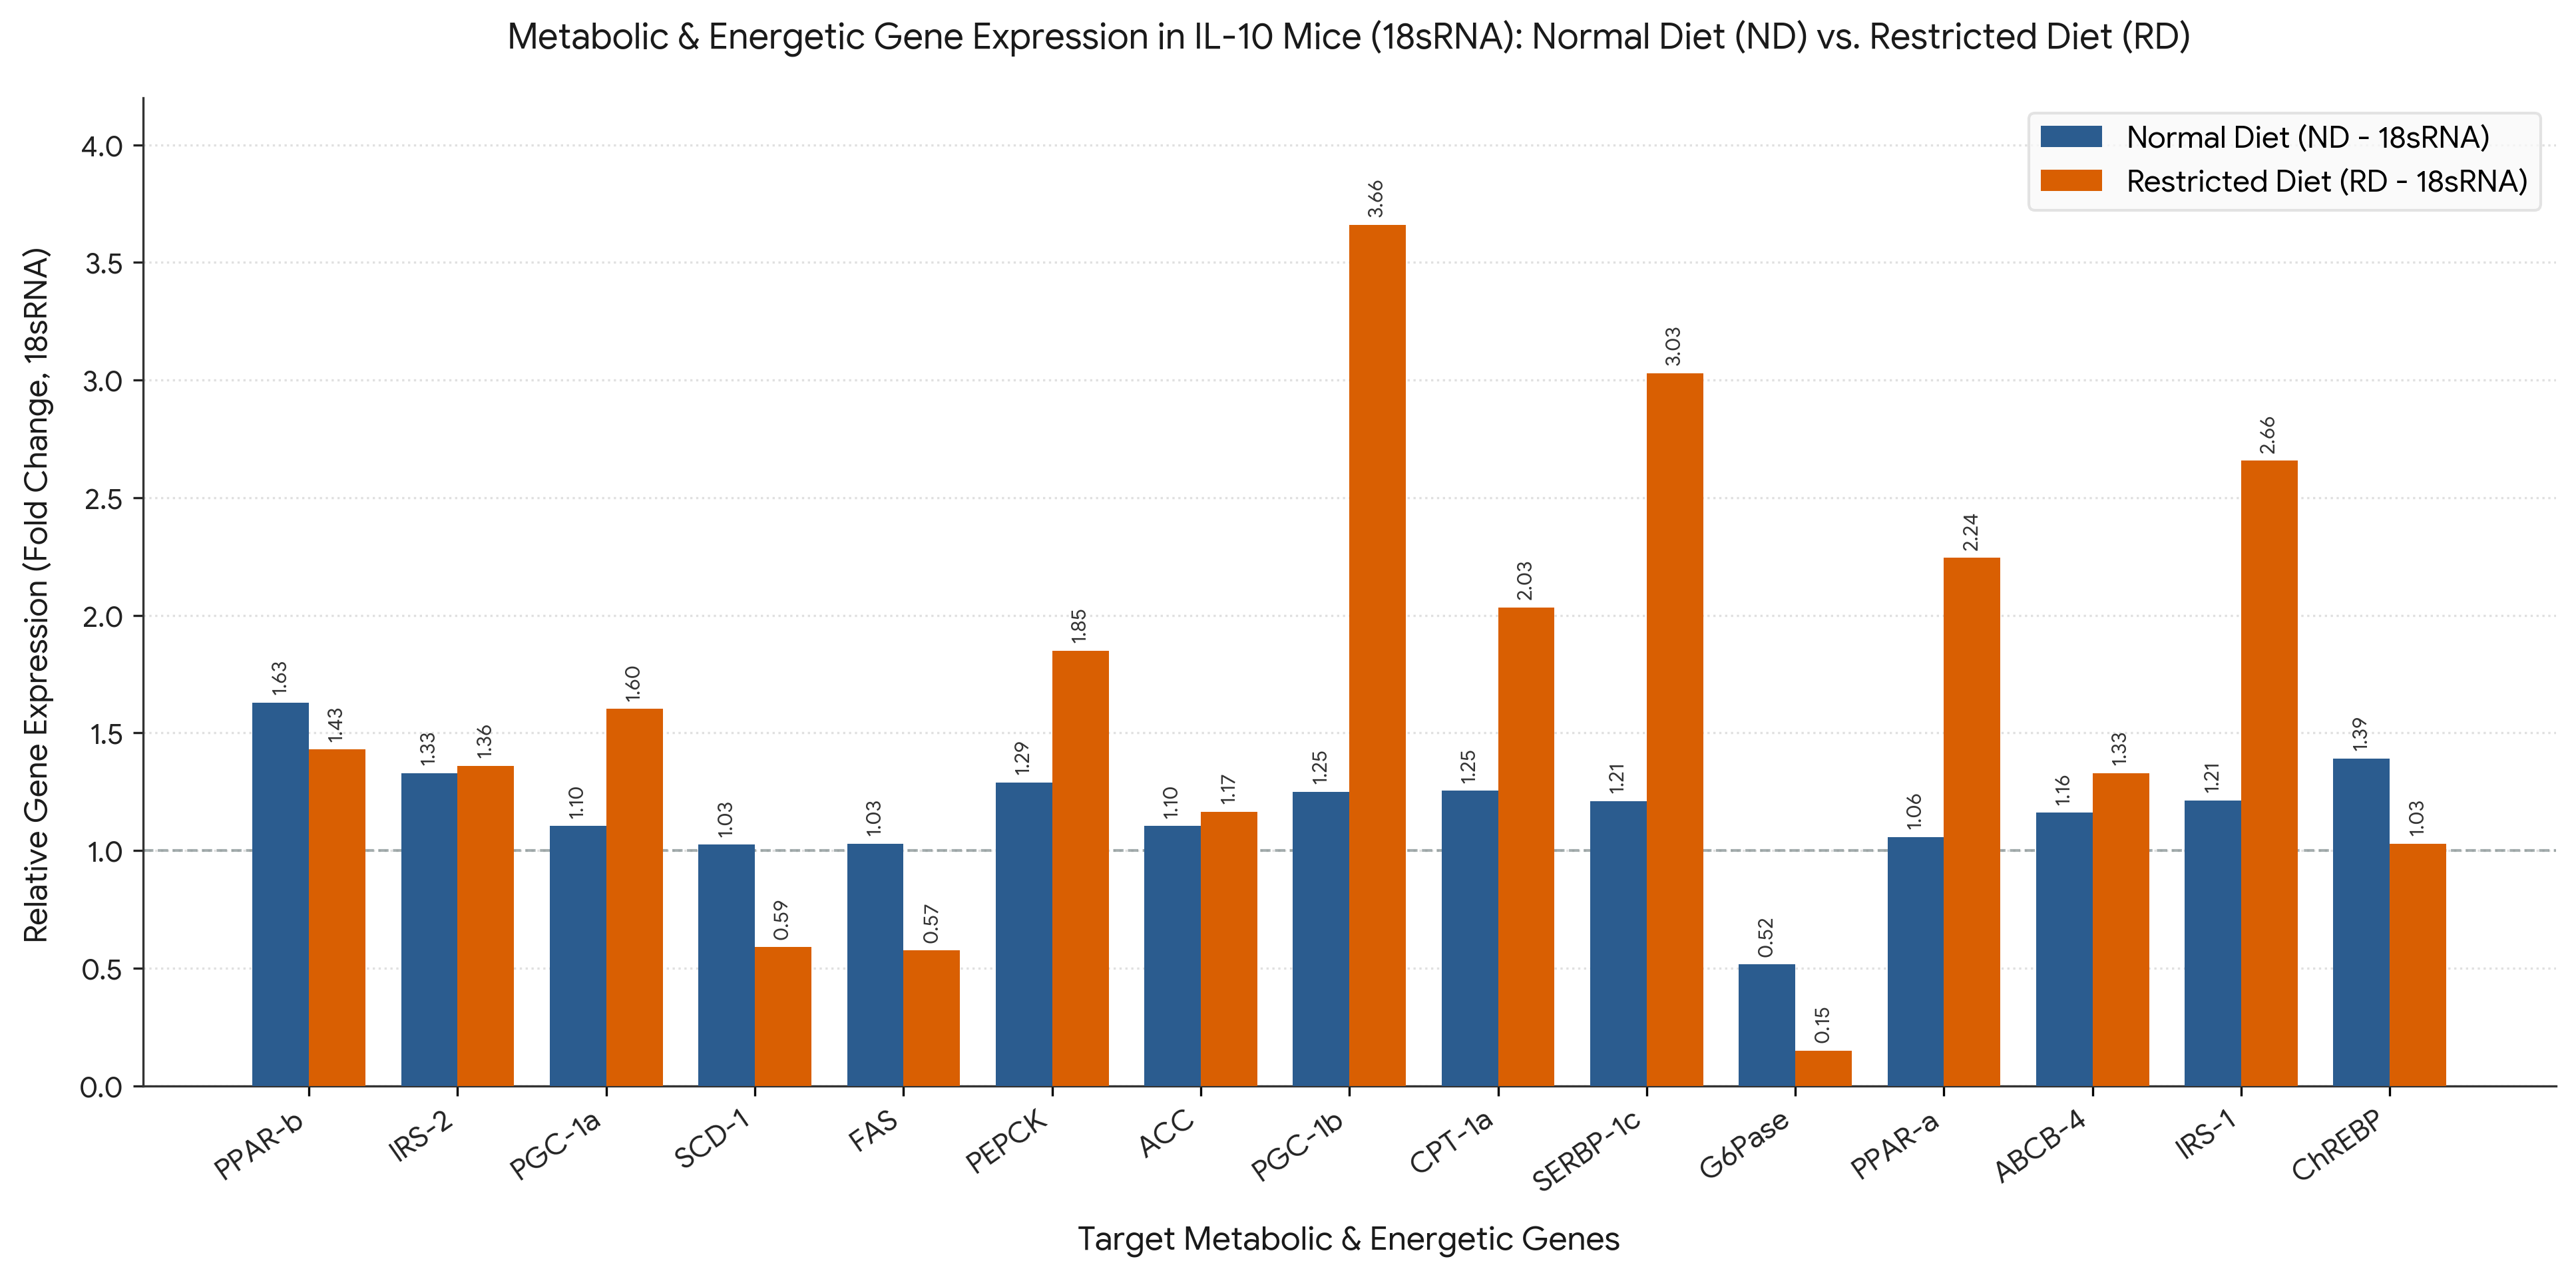 Metabolic & Energetic Gene Expression in IL-10 Mice (18sRNA): Normal Diet (ND) vs. Restricted Diet (RD)
Normal Diet (ND - 18sRNA)
Restricted Diet (RD - 18sRNA)
Relative Gene Expression (Fold Change, 18sRNA)
4.0
3.5
3.0
2.5
2.0
1.5
1.0
0.5
0.0
1.63
1.43
1.33
1.36
1.10
1.60
1.03
0.59
1.03
0.57
1.29
1.85
1.10
1.17
1.25
3.66
1.25
2.03
1.21
3.03
0.52
0.15
1.06
2.24
1.16
1.33
1.21
2.66
1.39
1.03
PPAR-b
IRS-2
PGC-1a
SCD-1
FAS
PEPCK
ACC
PGC-1b
CPT-1a
SERBP-1c
G6Pase
PPAR-a
ABCB-4
IRS-1
ChREBP
Target Metabolic & Energetic Genes